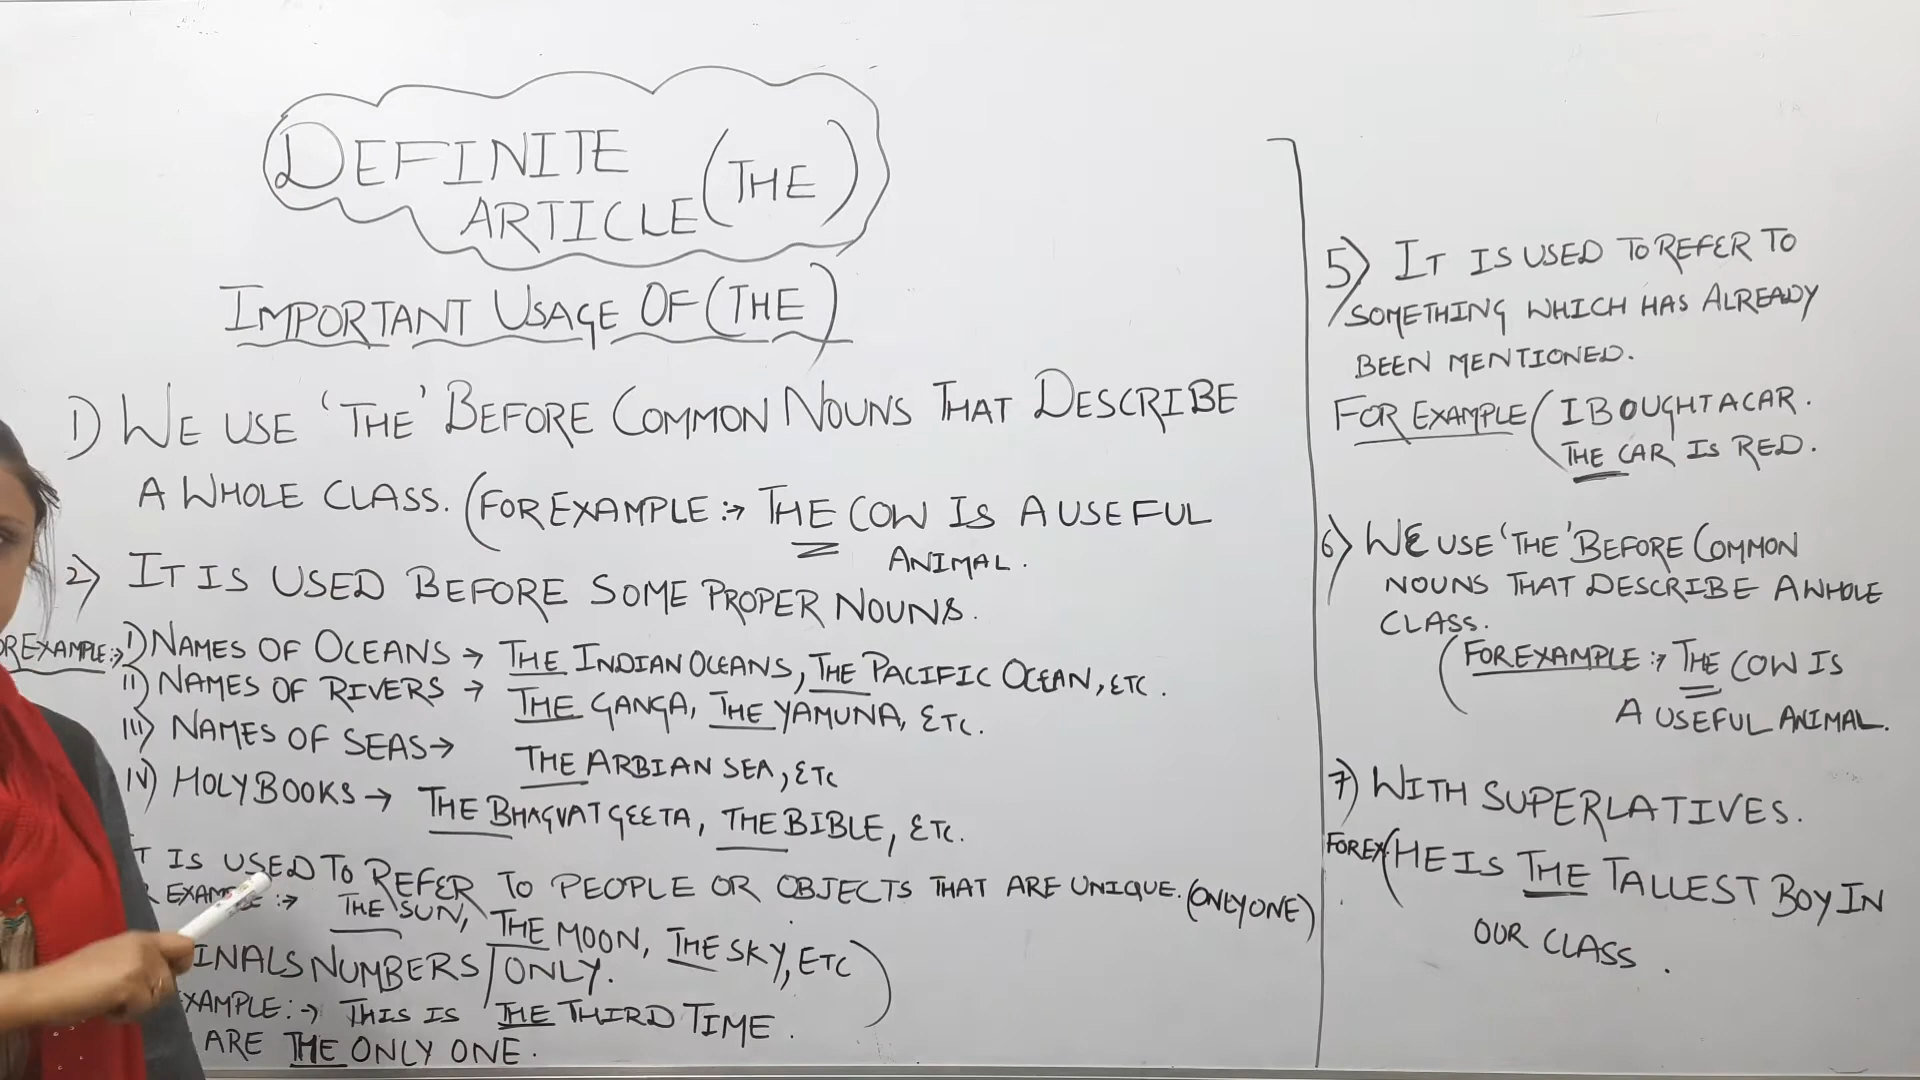 DEFINITE
ARTICLE (THE)
IMPORTANT USAGE OF (THE)
1) WE USE 'THE' BEFORE COMMON NOUNS THAT DESCRIBE
A WHOLE CLASS. (FOR EXAMPLE :→ THE COW IS A USEFUL
ANIMAL.
2) IT IS USED BEFORE SOME PROPER NOUNS.
OR EXAMPLE :→ I) NAMES OF OCEANS → THE INDIAN OCEANS, THE PACIFIC OCEAN, ETC.
II) NAMES OF RIVERS → THE GANGA, THE YAMUNA, ETC.
III) NAMES OF SEAS → THE ARBIAN SEA, ETC
IV) HOLY BOOKS → THE BHAGVAT GEETA, THE BIBLE, ETC.
T IS USED TO REFER TO PEOPLE OR OBJECTS THAT ARE UNIQUE. (ONLY ONE)
R EXAMPLE :→ THE SUN, THE MOON, THE SKY, ETC)
INALS NUMBERS / ONLY.
EXAMPLE :→ THIS IS THE THIRD TIME.
ARE THE ONLY ONE.
5) IT IS USED TO REFER TO
SOMETHING WHICH HAS ALREADY
BEEN MENTIONED.
FOR EXAMPLE ( I BOUGHT A CAR.
THE CAR IS RED.
6) WE USE 'THE' BEFORE COMMON
NOUNS THAT DESCRIBE A WHOLE
CLASS.
(FOR EXAMPLE :→ THE COW IS
A USEFUL ANIMAL.
7) WITH SUPERLATIVES.
FOR EX. (HE IS THE TALLEST BOY IN
OUR CLASS.